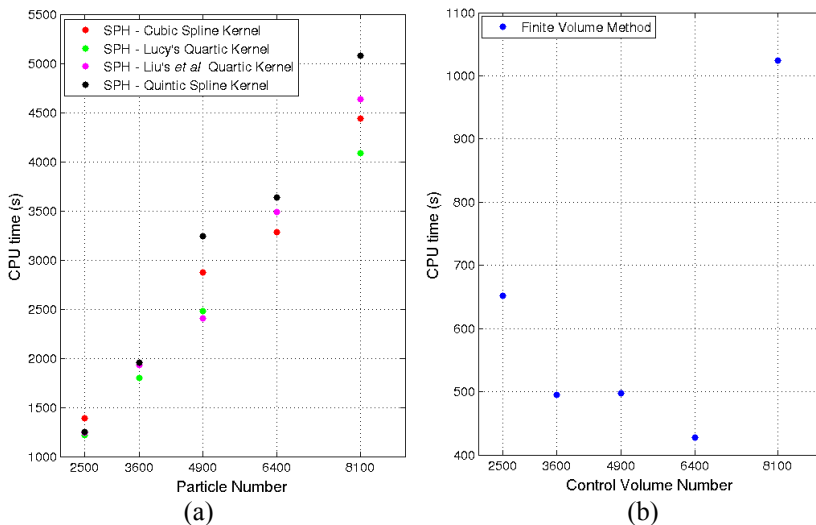 5500
5000
4500
4000
3500
3000
2500
2000
1500
1000
CPU time (s)
SPH - Cubic Spline Kernel
SPH - Lucy's Quartic Kernel
SPH - Liu's et al Quartic Kernel
SPH - Quintic Spline Kernel
2500 3600 4900 6400 8100
Particle Number
(a)
1100
1000
900
800
700
600
500
400
CPU time (s)
Finite Volume Method
2500 3600 4900 6400 8100
Control Volume Number
(b)